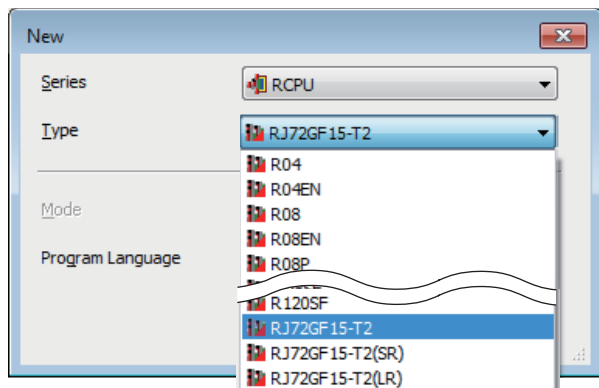 New
Series
RCPU
Type
RJ72GF15-T2
R04
R04EN
Mode
R08
R08EN
Program Language
R08P
R120SF
RJ72GF15-T2
RJ72GF15-T2(SR)
RJ72GF15-T2(LR)